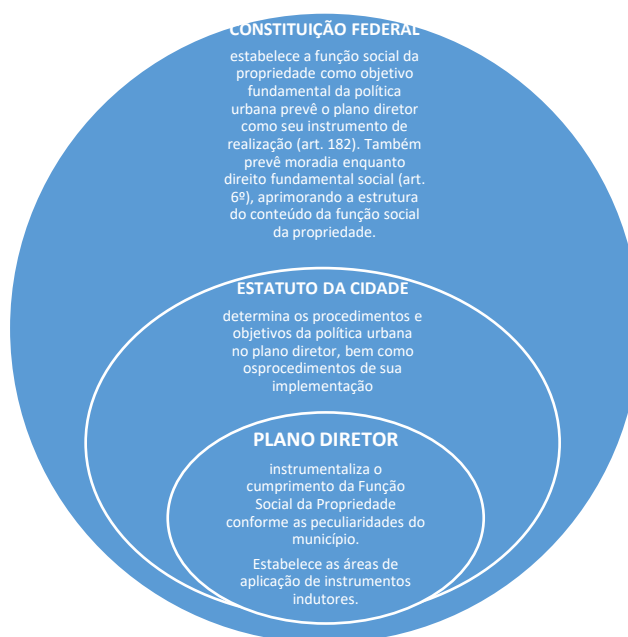 CONSTITUIÇÃO FEDERAL
estabelece a função social da
propriedade como objetivo
fundamental da política
urbana prevê o plano diretor
como seu instrumento de
realização (art. 182). Também
prevê moradia enquanto
direito fundamental social (art.
6º), aprimorando a estrutura
do conteúdo da função social
da propriedade.
ESTATUTO DA CIDADE
determina os procedimentos e
objetivos da política urbana
no plano diretor, bem como
osprocedimentos de sua
implementação
PLANO DIRETOR
instrumentaliza o
cumprimento da Função
Social da Propriedade
conforme as peculiaridades do
município.
Estabelece as áreas de
aplicação de instrumentos
indutores.